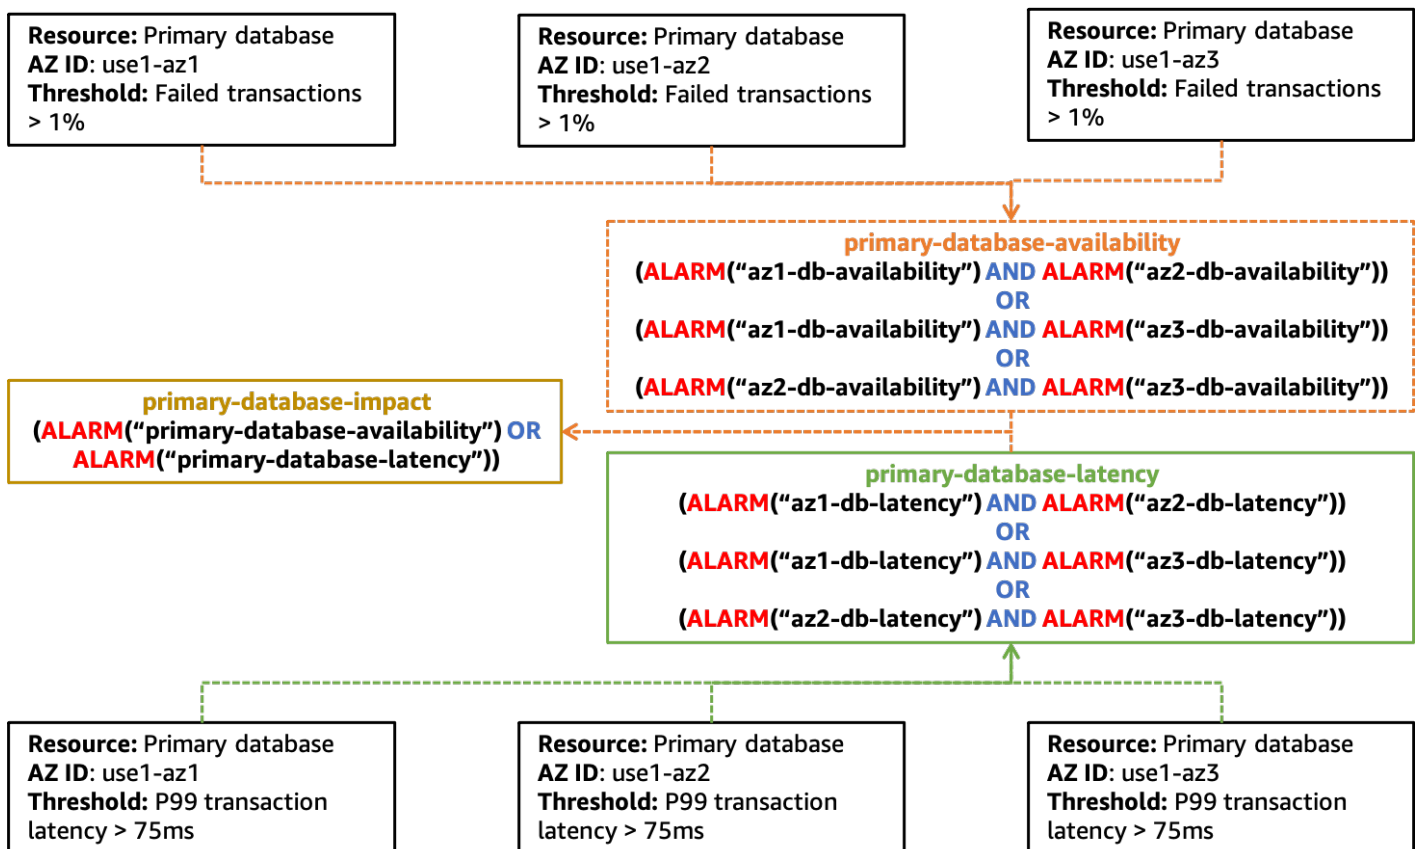 Resource: Primary database
AZ ID: use1-az1
Threshold: Failed transactions
> 1%
Resource: Primary database
AZ ID: use1-az2
Threshold: Failed transactions
> 1%
Resource: Primary database
AZ ID: use1-az3
Threshold: Failed transactions
> 1%
primary-database-availability
(ALARM(“az1-db-availability”) AND ALARM(“az2-db-availability”))
OR
(ALARM(“az1-db-availability”) AND ALARM(“az3-db-availability”))
OR
(ALARM(“az2-db-availability”) AND ALARM(“az3-db-availability”))
primary-database-impact
(ALARM(“primary-database-availability”) OR
ALARM(“primary-database-latency”))
primary-database-latency
(ALARM(“az1-db-latency”) AND ALARM(“az2-db-latency”))
OR
(ALARM(“az1-db-latency”) AND ALARM(“az3-db-latency”))
OR
(ALARM(“az2-db-latency”) AND ALARM(“az3-db-latency”))
Resource: Primary database
AZ ID: use1-az1
Threshold: P99 transaction
latency > 75ms
Resource: Primary database
AZ ID: use1-az2
Threshold: P99 transaction
latency > 75ms
Resource: Primary database
AZ ID: use1-az3
Threshold: P99 transaction
latency > 75ms